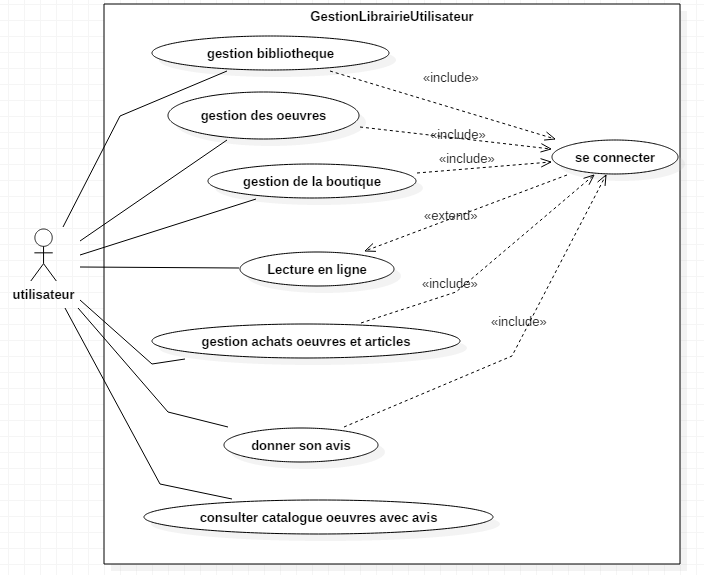 GestionLibrairieUtilisateur
gestion bibliotheque
«include»
gestion des oeuvres
«include»
se connecter
«include»
gestion de la boutique
«extend»
utilisateur
Lecture en ligne
«include»
«include»
gestion achats oeuvres et articles
donner son avis
consulter catalogue oeuvres avec avis